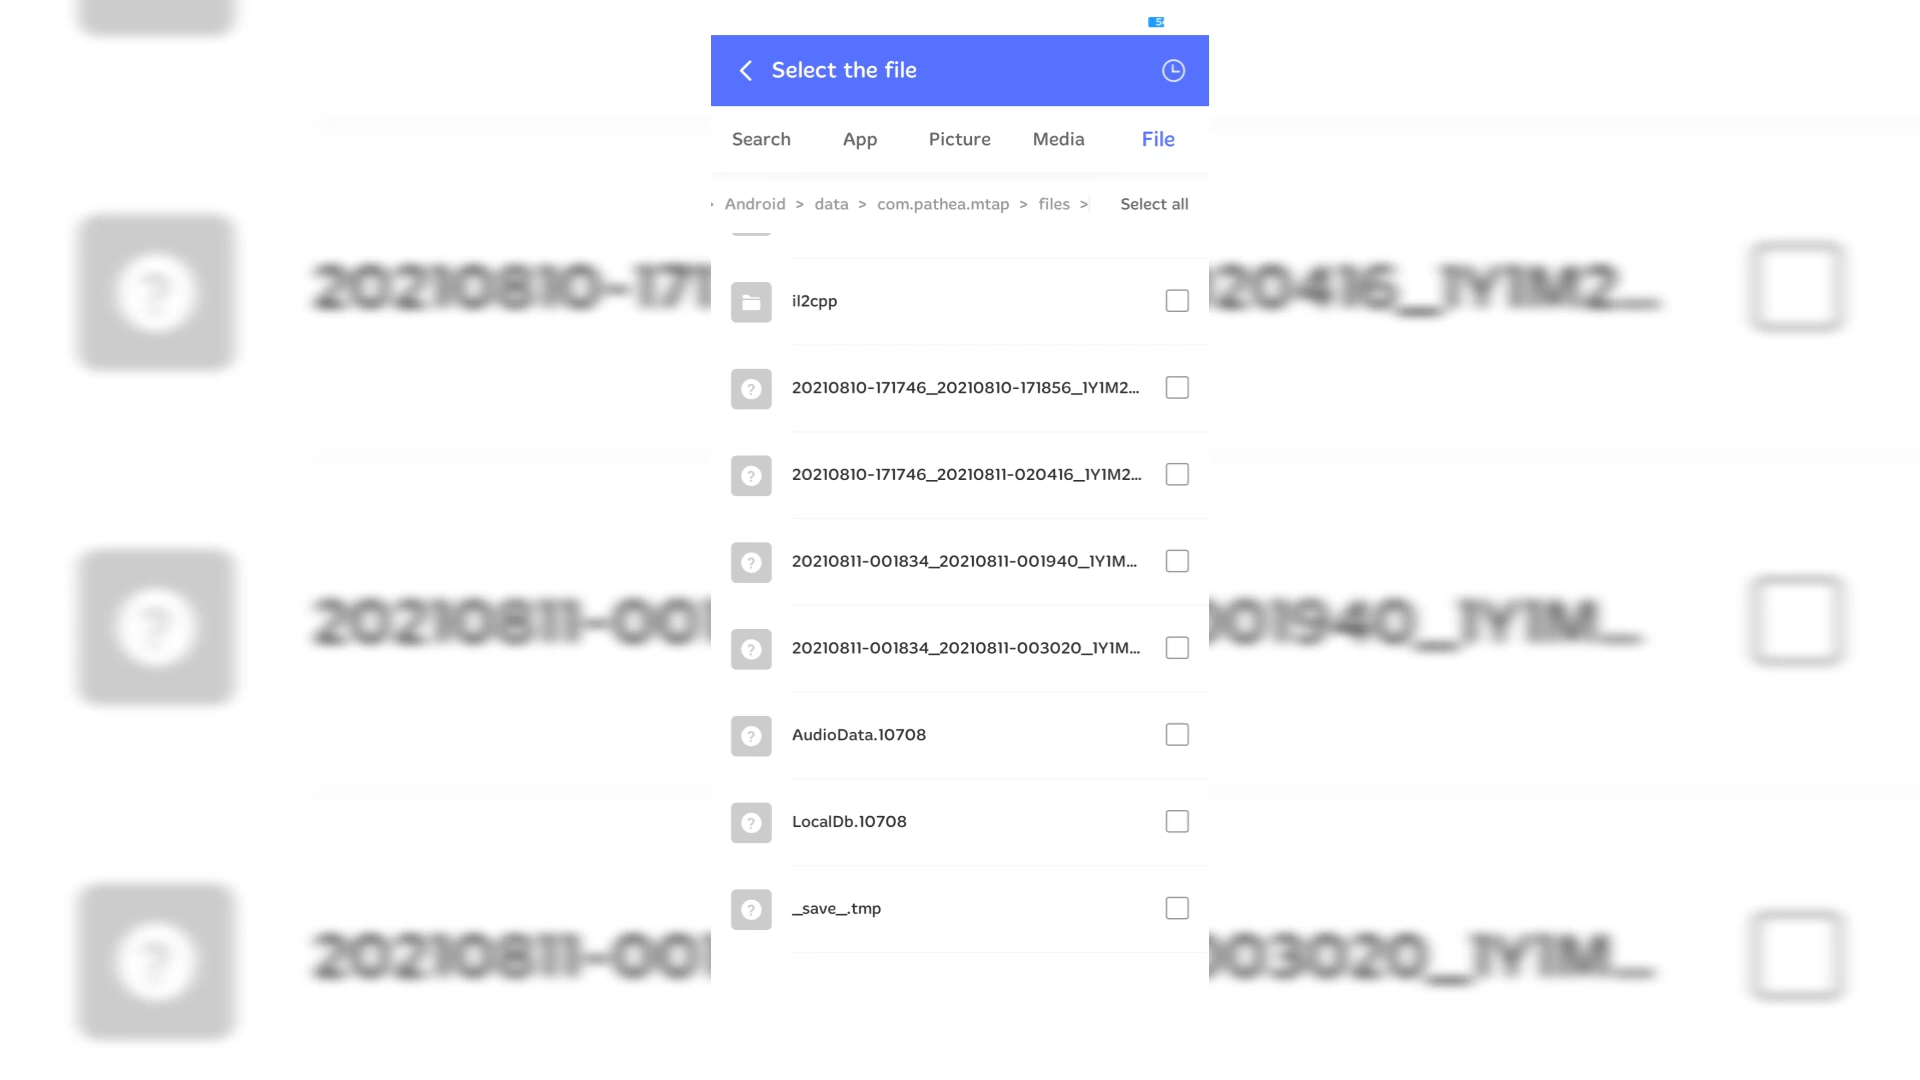 Select the file
Search App Picture Media File
Android > data > com.pathea.mtap > files > Select all
il2cpp
20210810-171746_20210810-171856_1Y1M2...
20210810-171746_20210811-020416_1Y1M2...
20210811-001834_20210811-001940_1Y1M...
20210811-001834_20210811-003020_1Y1M...
AudioData.10708
LocalDb.10708
_save_.tmp